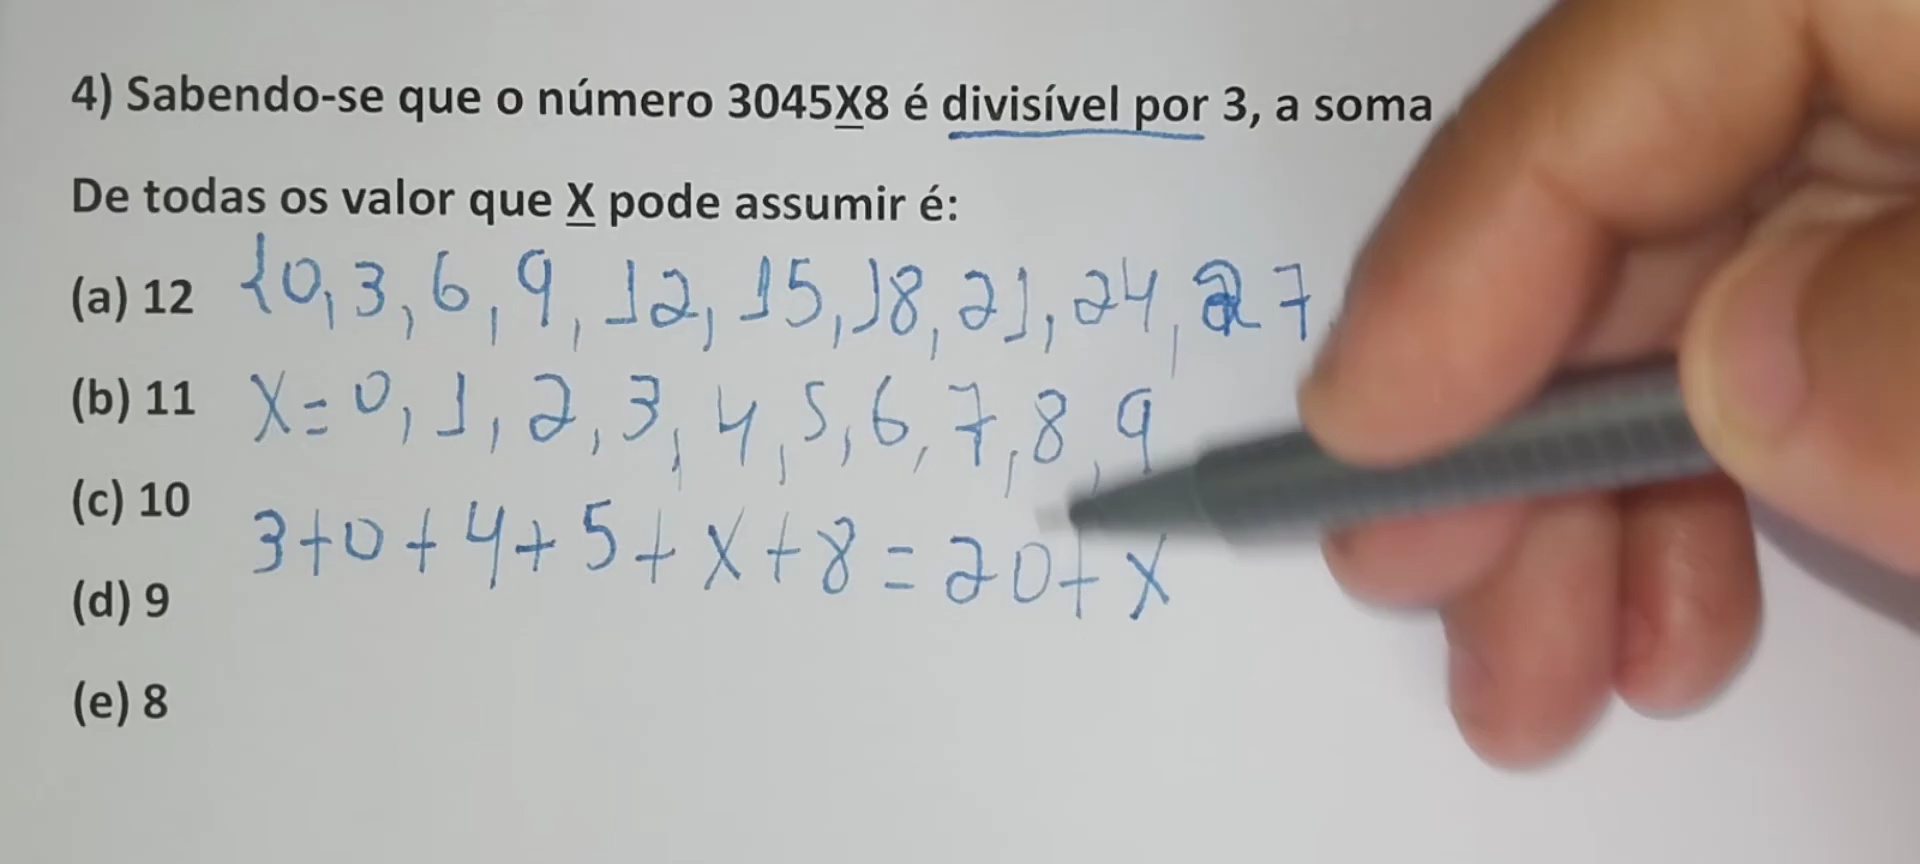 4) Sabendo-se que o número 3045X8 é divisível por 3, a soma
De todas os valor que X pode assumir é:
(a) 12 {0, 3, 6, 9, 12, 15, 18, 21, 24, 27
(b) 11 X = 0, 1, 2, 3, 4, 5, 6, 7, 8, 9
(c) 10 3+0+4+5+X+8=20+X
(d) 9
(e) 8